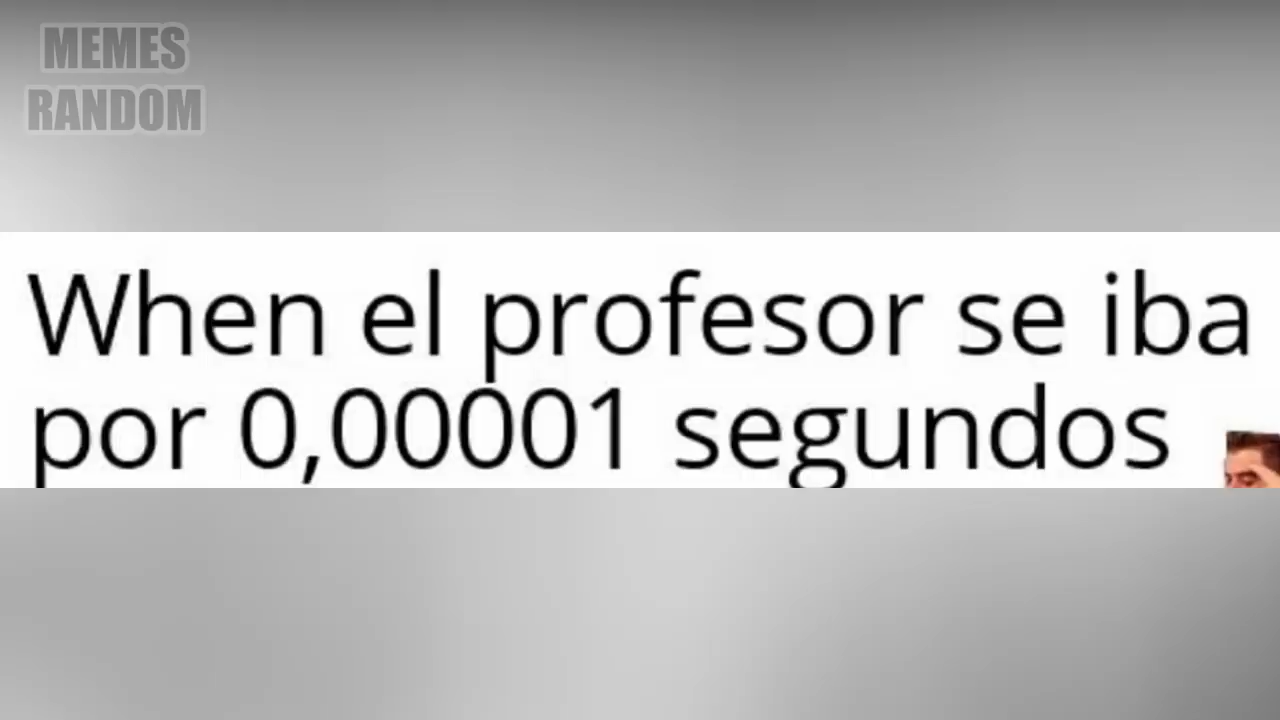 MEMES
RANDOM
When el profesor se iba
por 0,00001 segundos